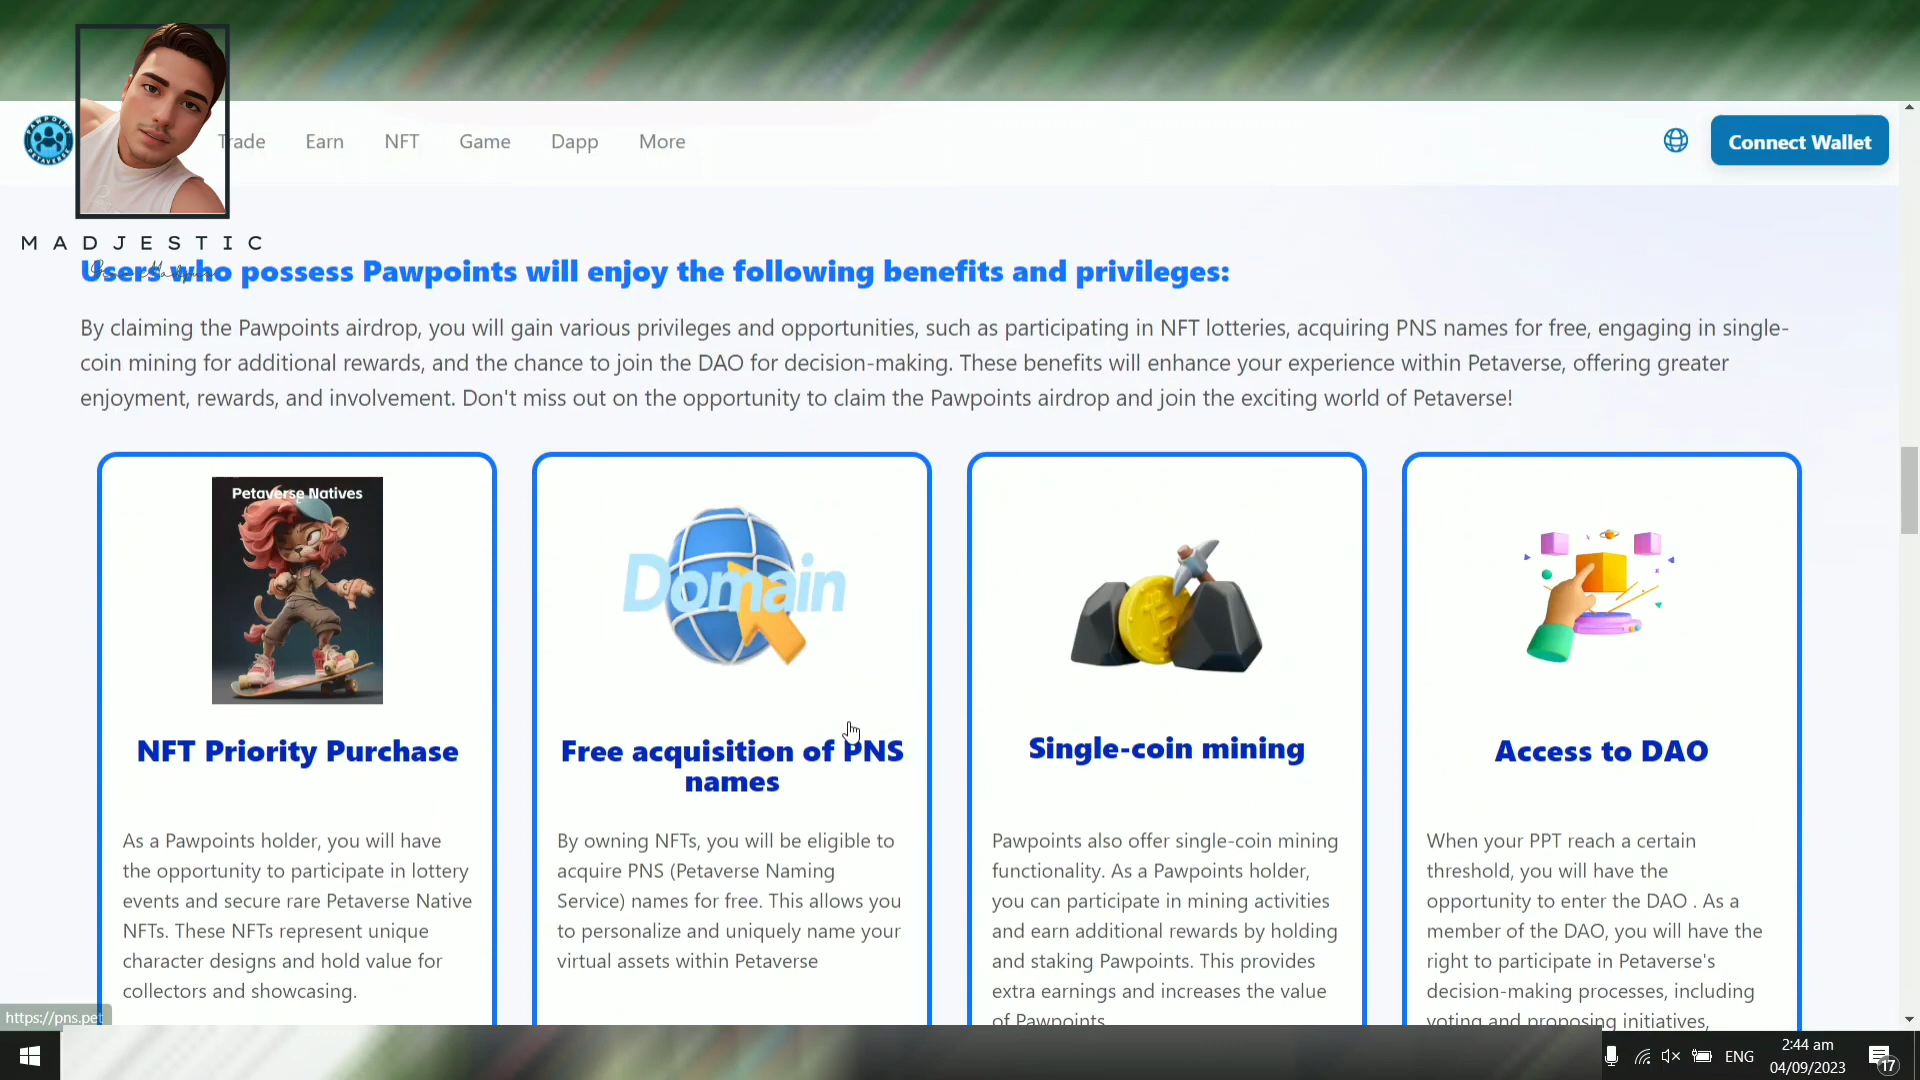 PAWPOINT
PETAVERSE
Trade
Earn
NFT
Game
Dapp
More
Connect Wallet
MADJESTIC
Users who possess Pawpoints will enjoy the following benefits and privileges:
By claiming the Pawpoints airdrop, you will gain various privileges and opportunities, such as participating in NFT lotteries, acquiring PNS names for free, engaging in single-
coin mining for additional rewards, and the chance to join the DAO for decision-making. These benefits will enhance your experience within Petaverse, offering greater
enjoyment, rewards, and involvement. Don't miss out on the opportunity to claim the Pawpoints airdrop and join the exciting world of Petaverse!
Petaverse Natives
NFT Priority Purchase
As a Pawpoints holder, you will have
the opportunity to participate in lottery
events and secure rare Petaverse Native
NFTs. These NFTs represent unique
character designs and hold value for
collectors and showcasing.
Domain
Free acquisition of PNS
names
By owning NFTs, you will be eligible to
acquire PNS (Petaverse Naming
Service) names for free. This allows you
to personalize and uniquely name your
virtual assets within Petaverse
Single-coin mining
Pawpoints also offer single-coin mining
functionality. As a Pawpoints holder,
you can participate in mining activities
and earn additional rewards by holding
and staking Pawpoints. This provides
extra earnings and increases the value
of Pawpoints
Access to DAO
When your PPT reach a certain
threshold, you will have the
opportunity to enter the DAO . As a
member of the DAO, you will have the
right to participate in Petaverse's
decision-making processes, including
voting and proposing initiatives,
https://pns.pet
ENG
2:44 am
04/09/2023
17